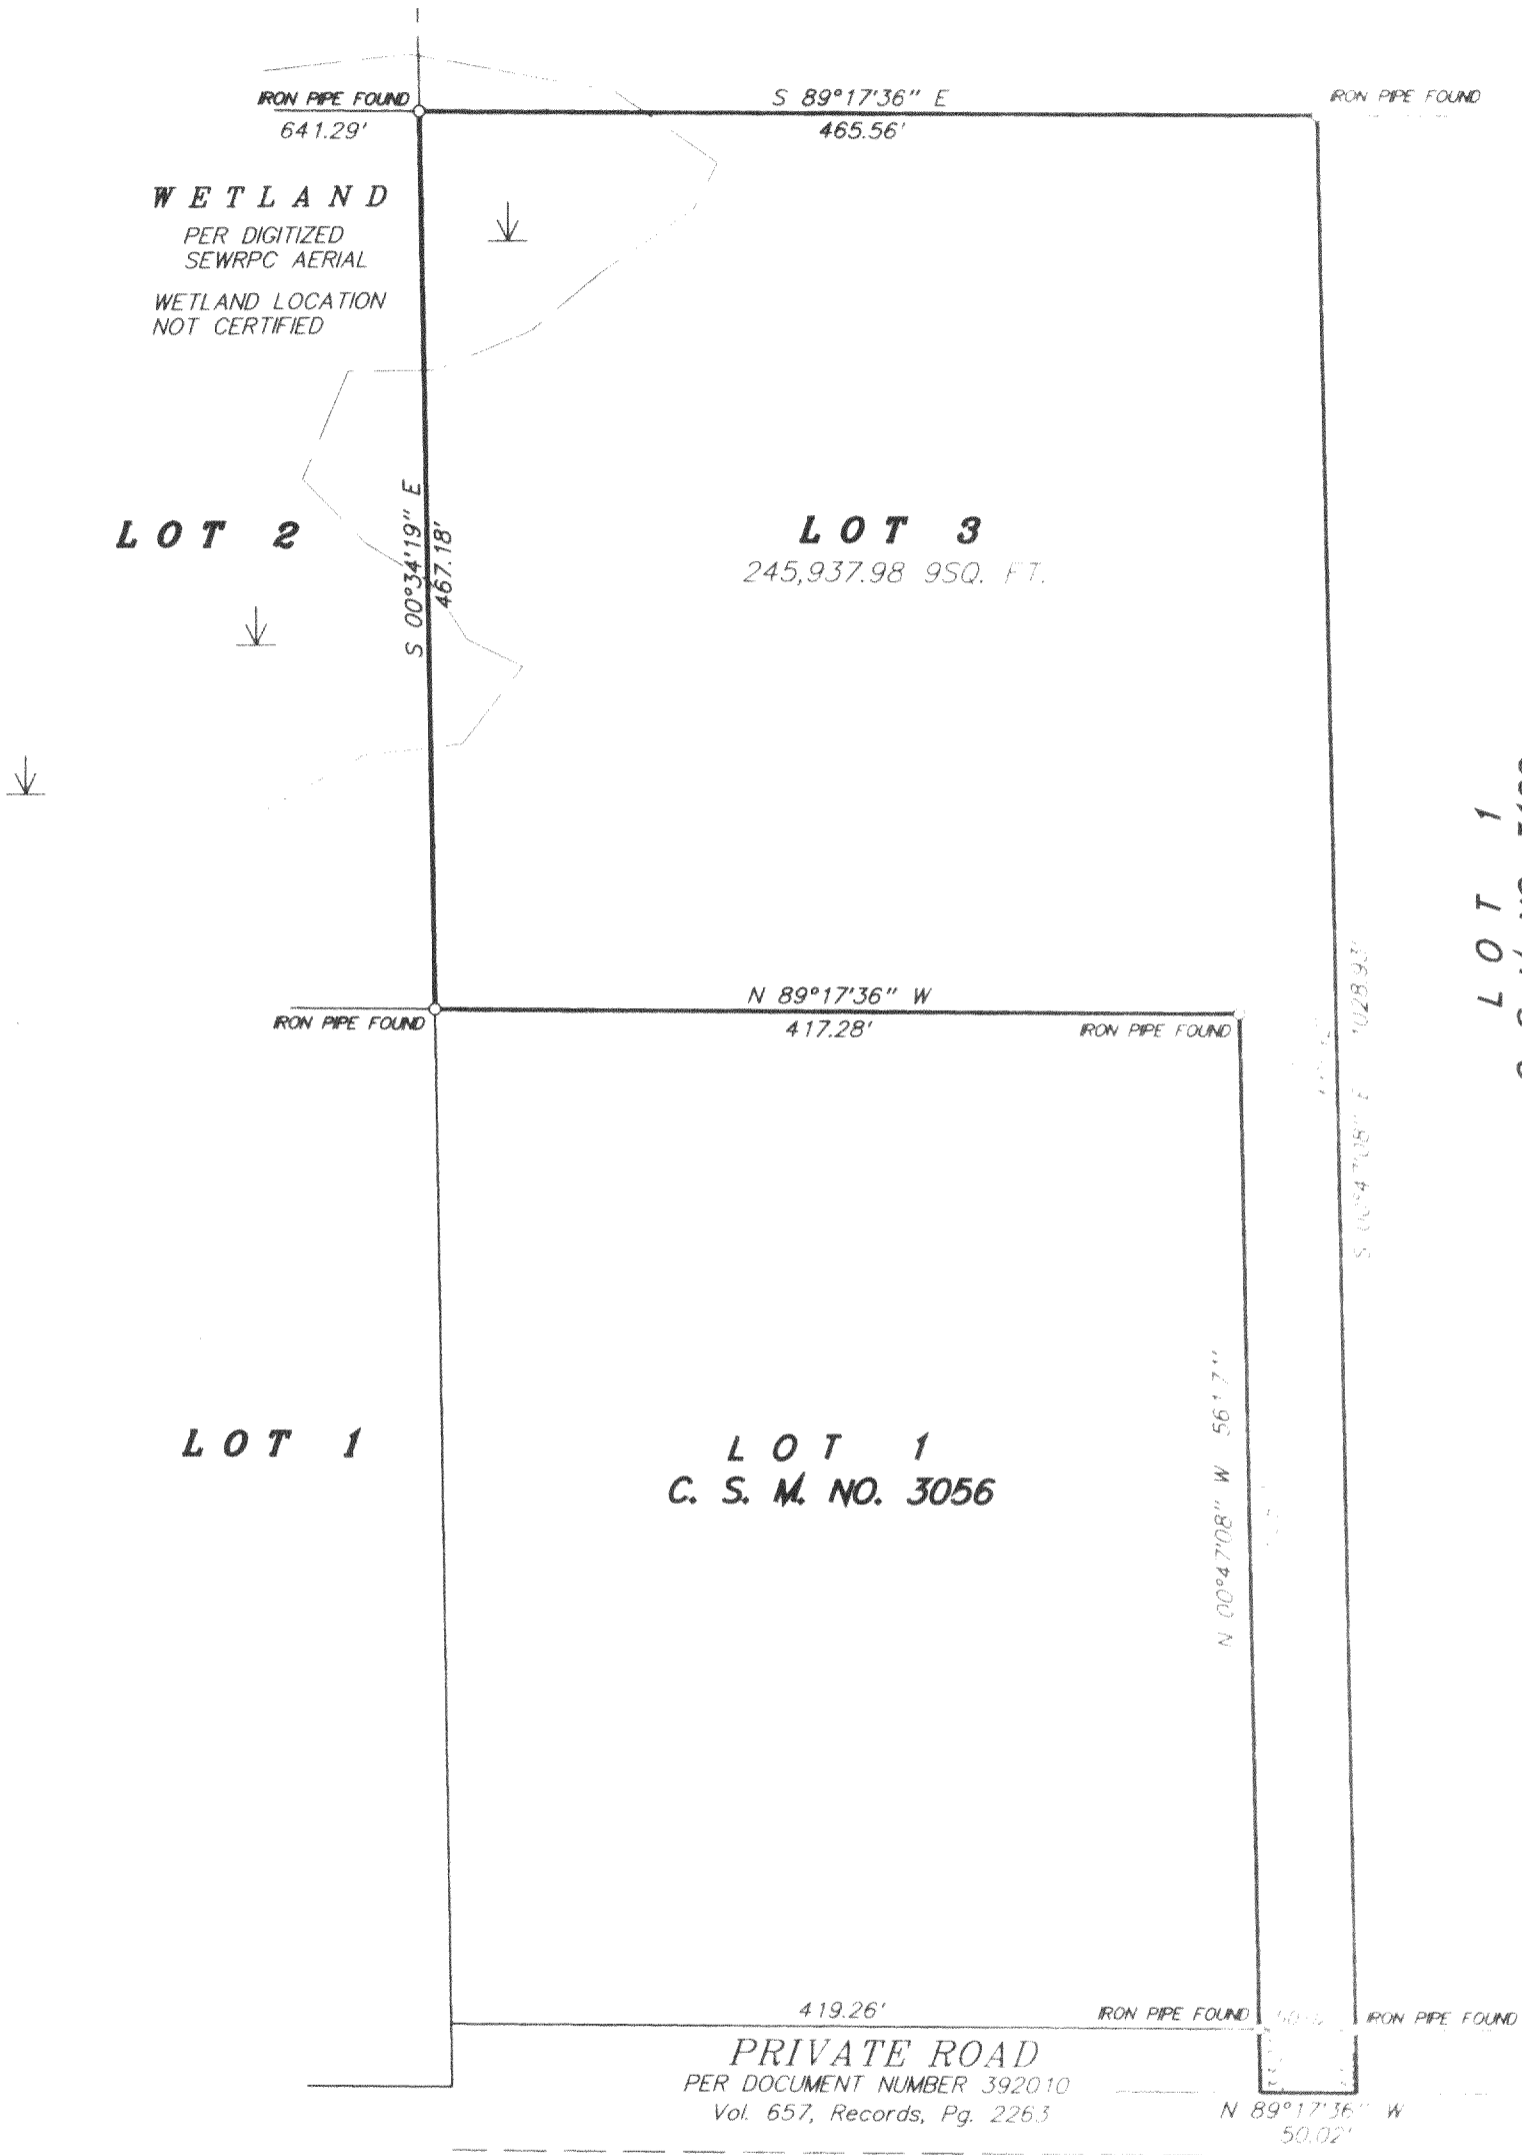 IRON PIPE FOUND
S 89°17'36" E
IRON PIPE FOUND
641.29'
465.56'
WETLAND
PER DIGITIZED
SEWRPC AERIAL
WETLAND LOCATION
NOT CERTIFIED
LOT 2
S 00°34'19" E
467.18'
LOT 3
245,937.98 9SQ. FT.
LOT 1
N 89°17'36" W
IRON PIPE FOUND
417.28'
IRON PIPE FOUND
S 00°47'08" E 1028.93'
LOT 1
LOT 1
C. S. M. NO. 3056
N 00°47'08" W
419.26'
IRON PIPE FOUND
IRON PIPE FOUND
PRIVATE ROAD
PER DOCUMENT NUMBER 392010
Vol. 657, Records, Pg. 2263
N 89°17'36" W
50.02'